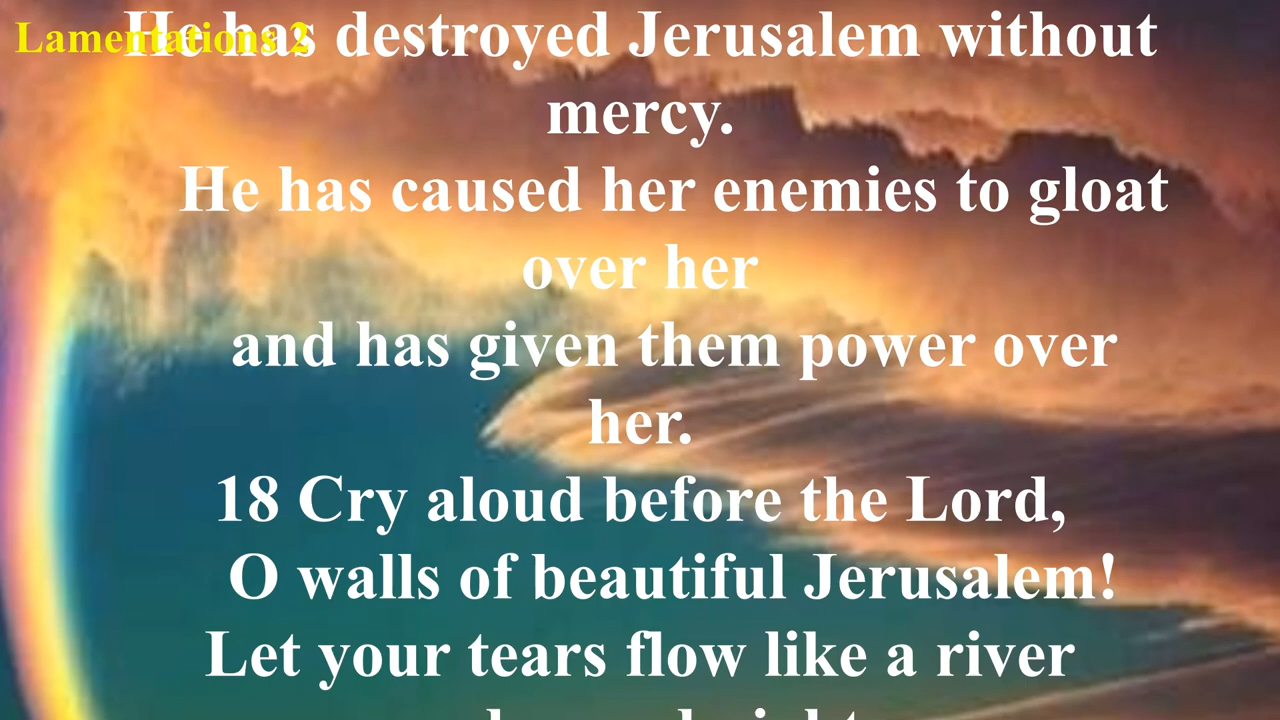 Lamentations 2
He has destroyed Jerusalem without
mercy.
He has caused her enemies to gloat
over her
and has given them power over
her.
18 Cry aloud before the Lord,
O walls of beautiful Jerusalem!
Let your tears flow like a river